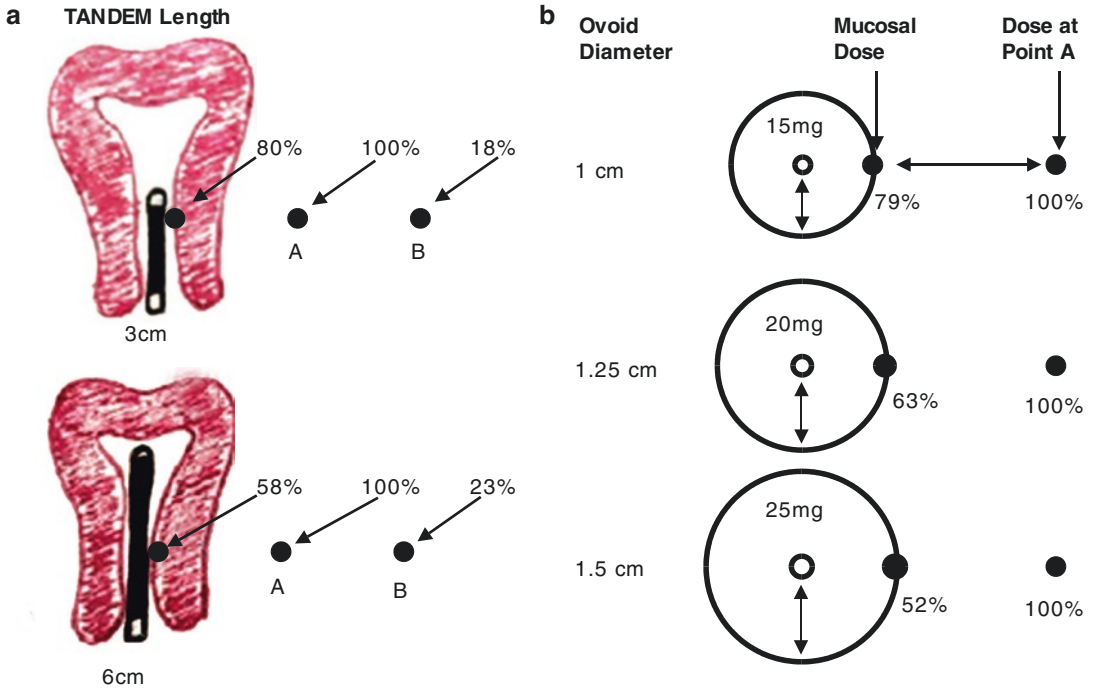 a
TANDEM Length
80%
100%
18%
A
B
3cm
58%
100%
23%
A
B
6cm
b
Ovoid
Diameter
Mucosal
Dose
Dose at
Point A
15mg
1 cm
79%
100%
20mg
1.25 cm
63%
100%
25mg
1.5 cm
52%
100%